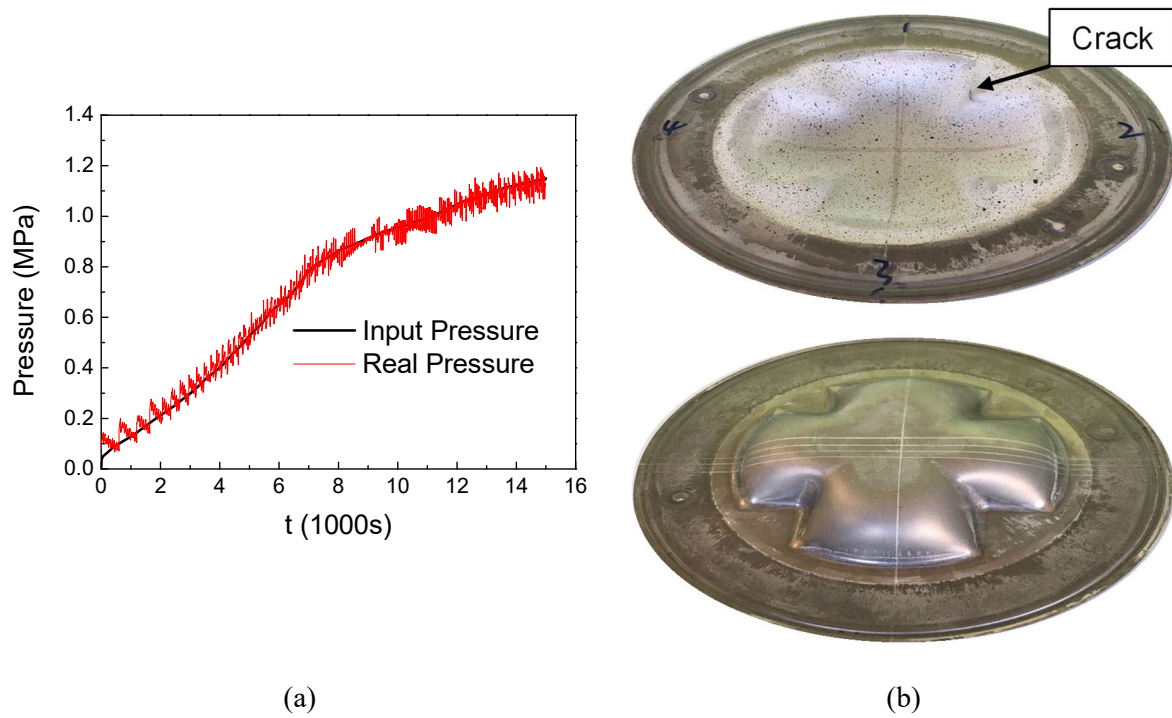 Crack
1
4
2
3
1.4
1.2
1.0
0.8
0.6
0.4
0.2
0.0
0 2 4 6 8 10 12 14 16
Pressure (MPa)
t (1000s)
Input Pressure
Real Pressure
(a)
(b)